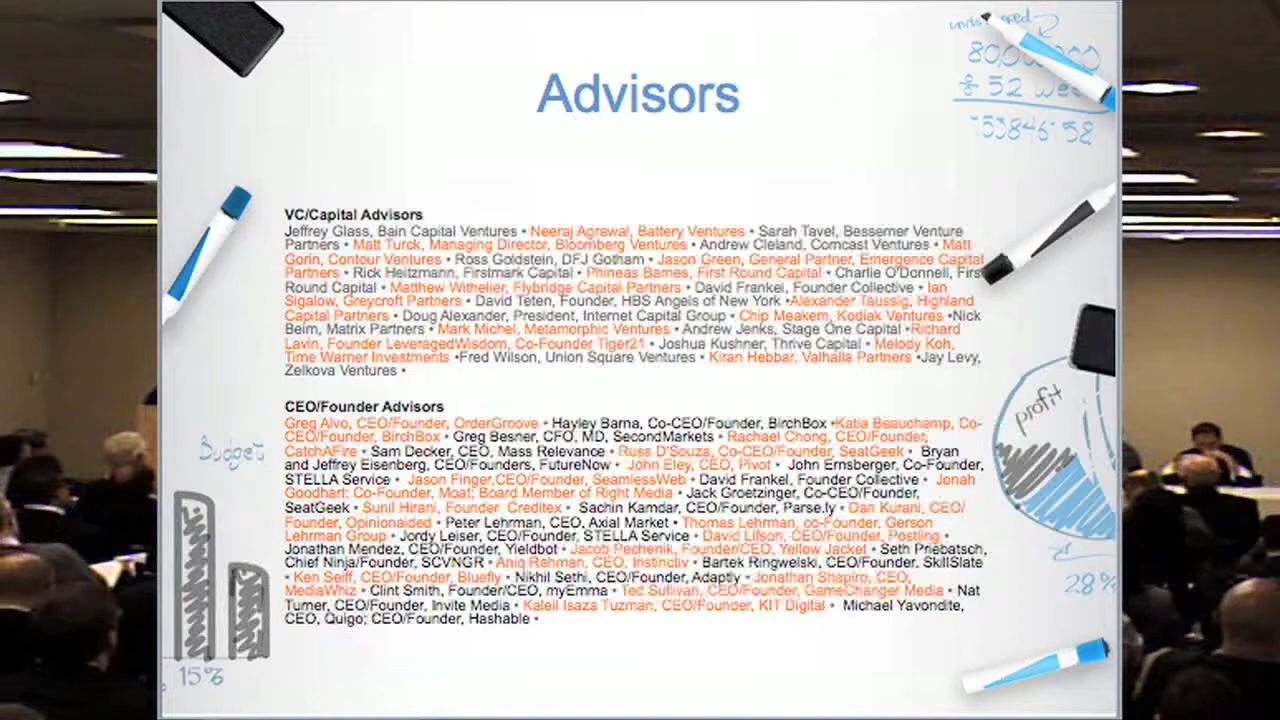 Advisors
80,0
52
53846 52
VC/Capital Advisors
Jeffrey Glass, Bain Capital Ventures • Neeraj Agrawal, Battery Ventures • Sarah Tavel, Bessemer Venture
Partners • Matt Turck, Managing Director, Bloomberg Ventures • Andrew Cleland, Comcast Ventures • Matt
Gorin, Contour Ventures • Ross Goldstein, DFJ Gotham • Jason Green, General Partner, Emergence Capital
Partners • Rick Heitzmann, Firstmark Capital • Phineas Barnes, First Round Capital • Charlie O'Donnell, Firs
Round Capital • Matthew Witheiler, Flybridge Capital Partners • David Frankel, Founder Collective • Ian
Sigalow, Greycroft Partners • David Teten, Founder, HBS Angels of New York •Alexander Taussig, Highland
Capital Partners • Doug Alexander, President, Internet Capital Group • Chip Meakem, Kodiak Ventures •Nick
Beim, Matrix Partners • Mark Michel, Metamorphic Ventures •Andrew Jenks, Stage One Capital •Richard
Lavin, Founder LeveragedWisdom, Co-Founder Tiger21 • Joshua Kushner, Thrive Capital • Melody Koh,
Time Warner Investments •Fred Wilson, Union Square Ventures • Kiran Hebbar, Valhalla Partners •Jay Levy,
Zelkova Ventures •
CEO/Founder Advisors
Greg Alvo, CEO/Founder, OrderGroove • Hayley Barna, Co-CEO/Founder, BirchBox •Katia Beauchamp, Co-
CEO/Founder, BirchBox • Greg Besner, CFO, MD, SecondMarkets • Rachael Chong, CEO/Founder,
CatchAFire • Sam Decker, CEO, Mass Relevance • Russ D'Souza, Co-CEO/Founder, SeatGeek • Bryan
and Jeffrey Eisenberg, CEO/Founders, FutureNow • John Eley, CEO, Pivot • John Ernsberger, Co-Founder,
STELLA Service • Jason Finger,CEO/Founder, SeamlessWeb • David Frankel, Founder Collective • Jonah
Goodhart: Co-Founder, Moat; Board Member of Right Media • Jack Groetzinger, Co-CEO/Founder,
SeatGeek • Sunil Hirani, Founder Creditex • Sachin Kamdar, CEO/Founder, Parse.ly • Dan Kurani, CEO/
Founder, Opinionaided • Peter Lehrman, CEO, Axial Market • Thomas Lehrman, co-Founder, Gerson
Lehrman Group • Jordy Leiser, CEO/Founder, STELLA Service • David Lifson, CEO/Founder, Postling •
Jonathan Mendez, CEO/Founder, Yieldbot • Jacob Pechenik, Founder/CEO, Yellow Jacket • Seth Priebatsch,
Chief Ninja/Founder, SCVNGR • Aniq Rahman, CEO, Instinctiv • Bartek Ringwelski, CEO/Founder, SkillSlate
• Ken Seiff, CEO/Founder, Bluefly • Nikhil Sethi, CEO/Founder, Adaptly • Jonathan Shapiro, CEO,
MediaWhiz • Clint Smith, Founder/CEO, myEmma • Ted Sullivan, CEO/Founder, GameChanger Media • Nat
Turner, CEO/Founder, Invite Media • Kaleil Isaza Tuzman, CEO/Founder, KIT Digital • Michael Yavondite,
CEO, Quigo; CEO/Founder, Hashable •
profit
Budget
28%
15%